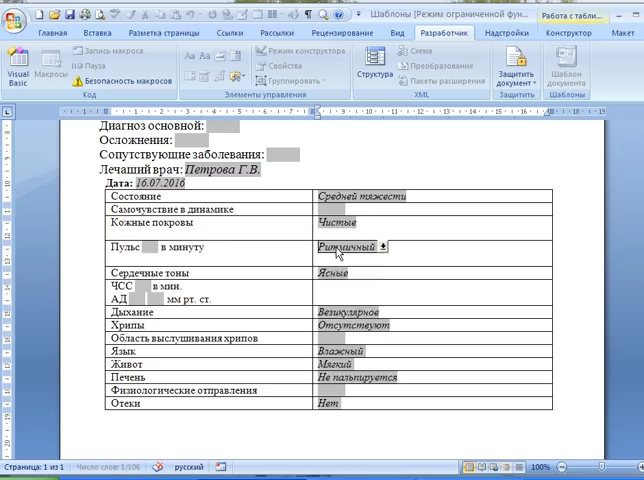 Шаблоны [Режим ограниченной фун...
Работа с табли...
Главная Вставка Разметка страницы Ссылки Рассылки Рецензирование Вид Разработчик Надстройки Конструктор Макет
Visual Basic
Макросы
Запись макроса
Пауза
Безопасность макросов
Код
Aa Aa
Режим конструктора
Свойства
Группировать
Элементы управления
Структура
Схема
Преобразование
Пакеты расширения
XML
Защитить документ
Защитить
Шаблон документа
Шаблоны
Диагноз основной:
Осложнения:
Сопутствующие заболевания:
Лечащий врач: Петрова Г.В.
Дата: 16.07.2016
Состояние Средней тяжести
Самочувствие в динамике
Кожные покровы Чистые
Пульс в минуту Ритмичный
Сердечные тоны Ясные
ЧСС в мин.
АД мм рт. ст.
Дыхание Везикулярное
Хрипы Отсутствуют
Область выслушивания хрипов
Язык Влажный
Живот Мягкий
Печень Не пальпируется
Физиологические отправления
Отеки Нет
Страница: 1 из 1 Число слов: 1/106 русский 100%